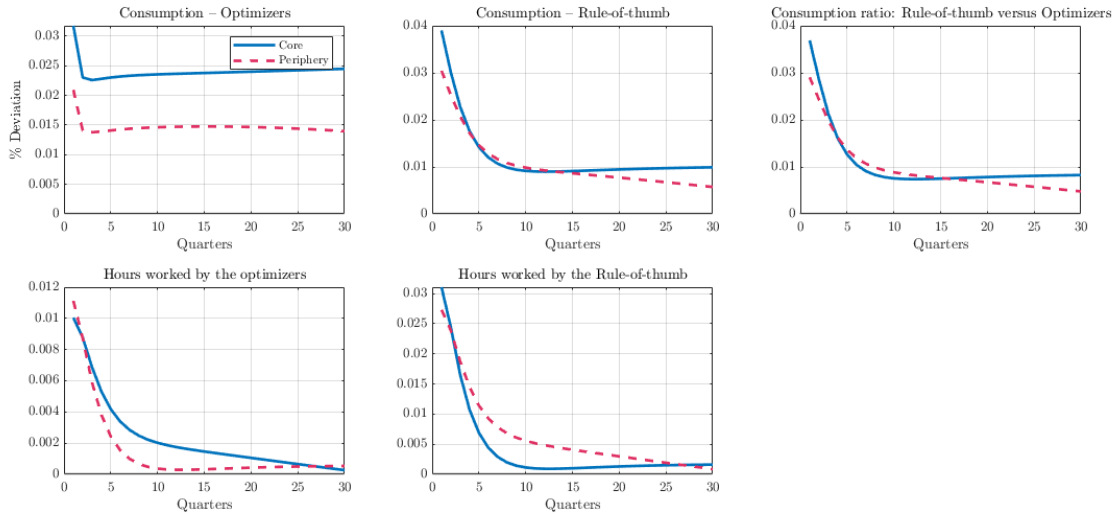 Consumption – Optimizers
0.03
0.025
0.02
0.015
0.01
0.005
0
% Deviation
Core
Periphery
0 5 10 15 20 25 30
Quarters
Consumption – Rule-of-thumb
0.04
0.03
0.02
0.01
0
0 5 10 15 20 25 30
Quarters
Consumption ratio: Rule-of-thumb versus Optimizers
0.04
0.03
0.02
0.01
0
0 5 10 15 20 25 30
Quarters
Hours worked by the optimizers
0.012
0.01
0.008
0.006
0.004
0.002
0
0 5 10 15 20 25 30
Quarters
Hours worked by the Rule-of-thumb
0.03
0.025
0.02
0.015
0.01
0.005
0
0 5 10 15 20 25 30
Quarters